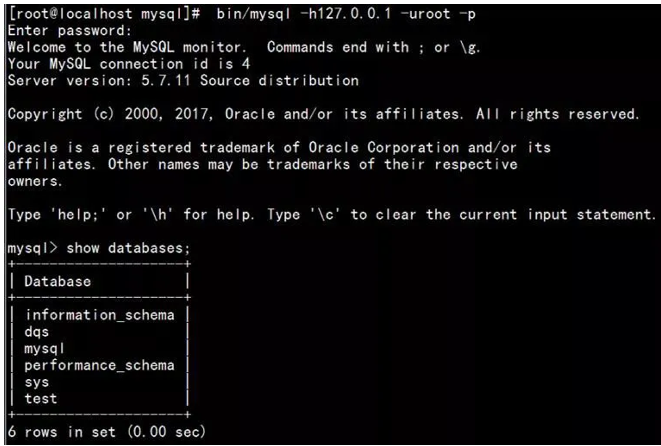 [root@localhost mysql]#  bin/mysql -h127.0.0.1 -uroot -p
Enter password:
Welcome to the MySQL monitor.  Commands end with ; or \g.
Your MySQL connection id is 4
Server version: 5.7.11 Source distribution

Copyright (c) 2000, 2017, Oracle and/or its affiliates. All rights reserved.

Oracle is a registered trademark of Oracle Corporation and/or its
affiliates. Other names may be trademarks of their respective
owners.

Type 'help;' or '\h' for help. Type '\c' to clear the current input statement.

mysql> show databases;
+--------------------+
| Database           |
+--------------------+
| information_schema |
| dqs                |
| mysql              |
| performance_schema |
| sys                |
| test               |
+--------------------+
6 rows in set (0.00 sec)